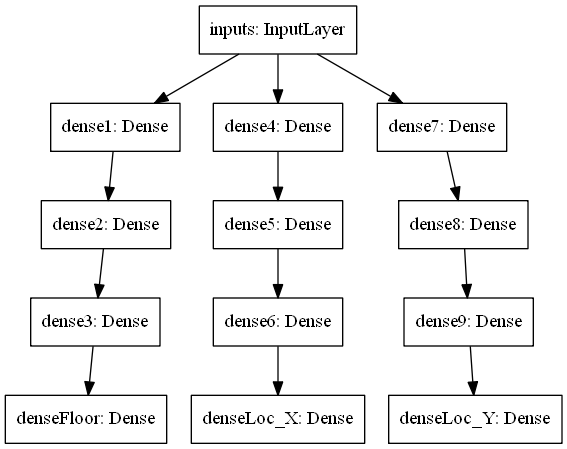 inputs: InputLayer
dense1: Dense
dense4: Dense
dense7: Dense
dense2: Dense
dense5: Dense
dense8: Dense
dense3: Dense
dense6: Dense
dense9: Dense
denseFloor: Dense
denseLoc_X: Dense
denseLoc_Y: Dense